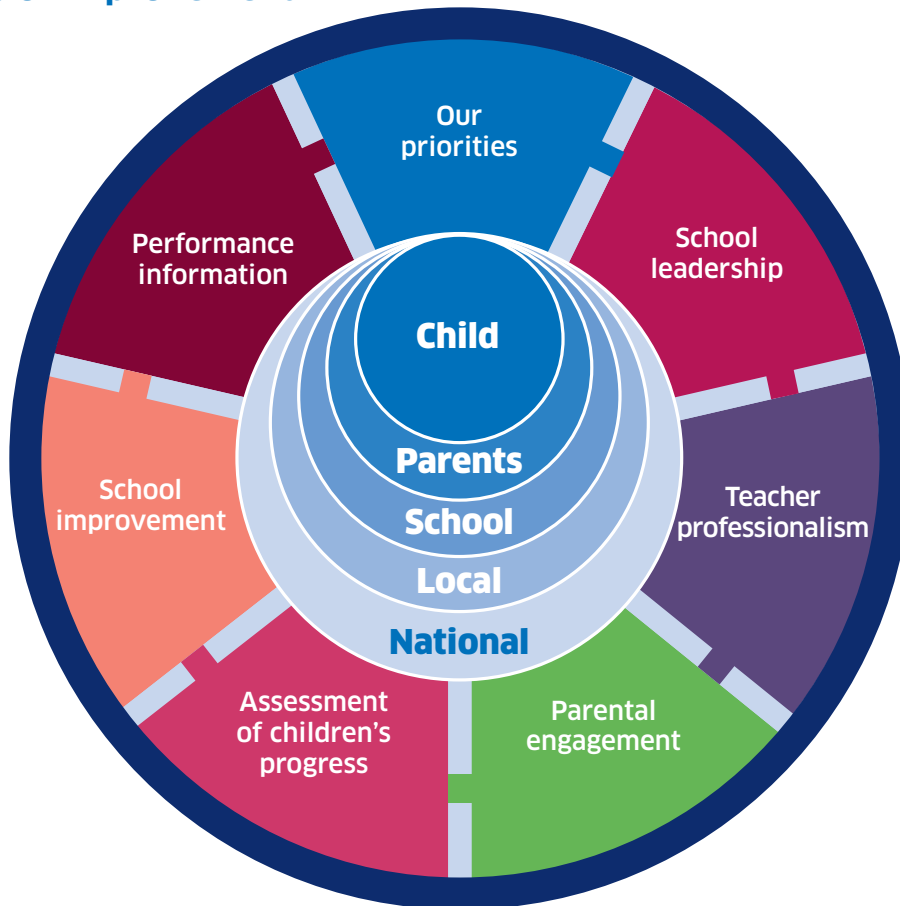 Our
priorities
School
leadership
Teacher
professionalism
Parental
engagement
Assessment
of children's
progress
School
improvement
Performance
information
Child
Parents
School
Local
National